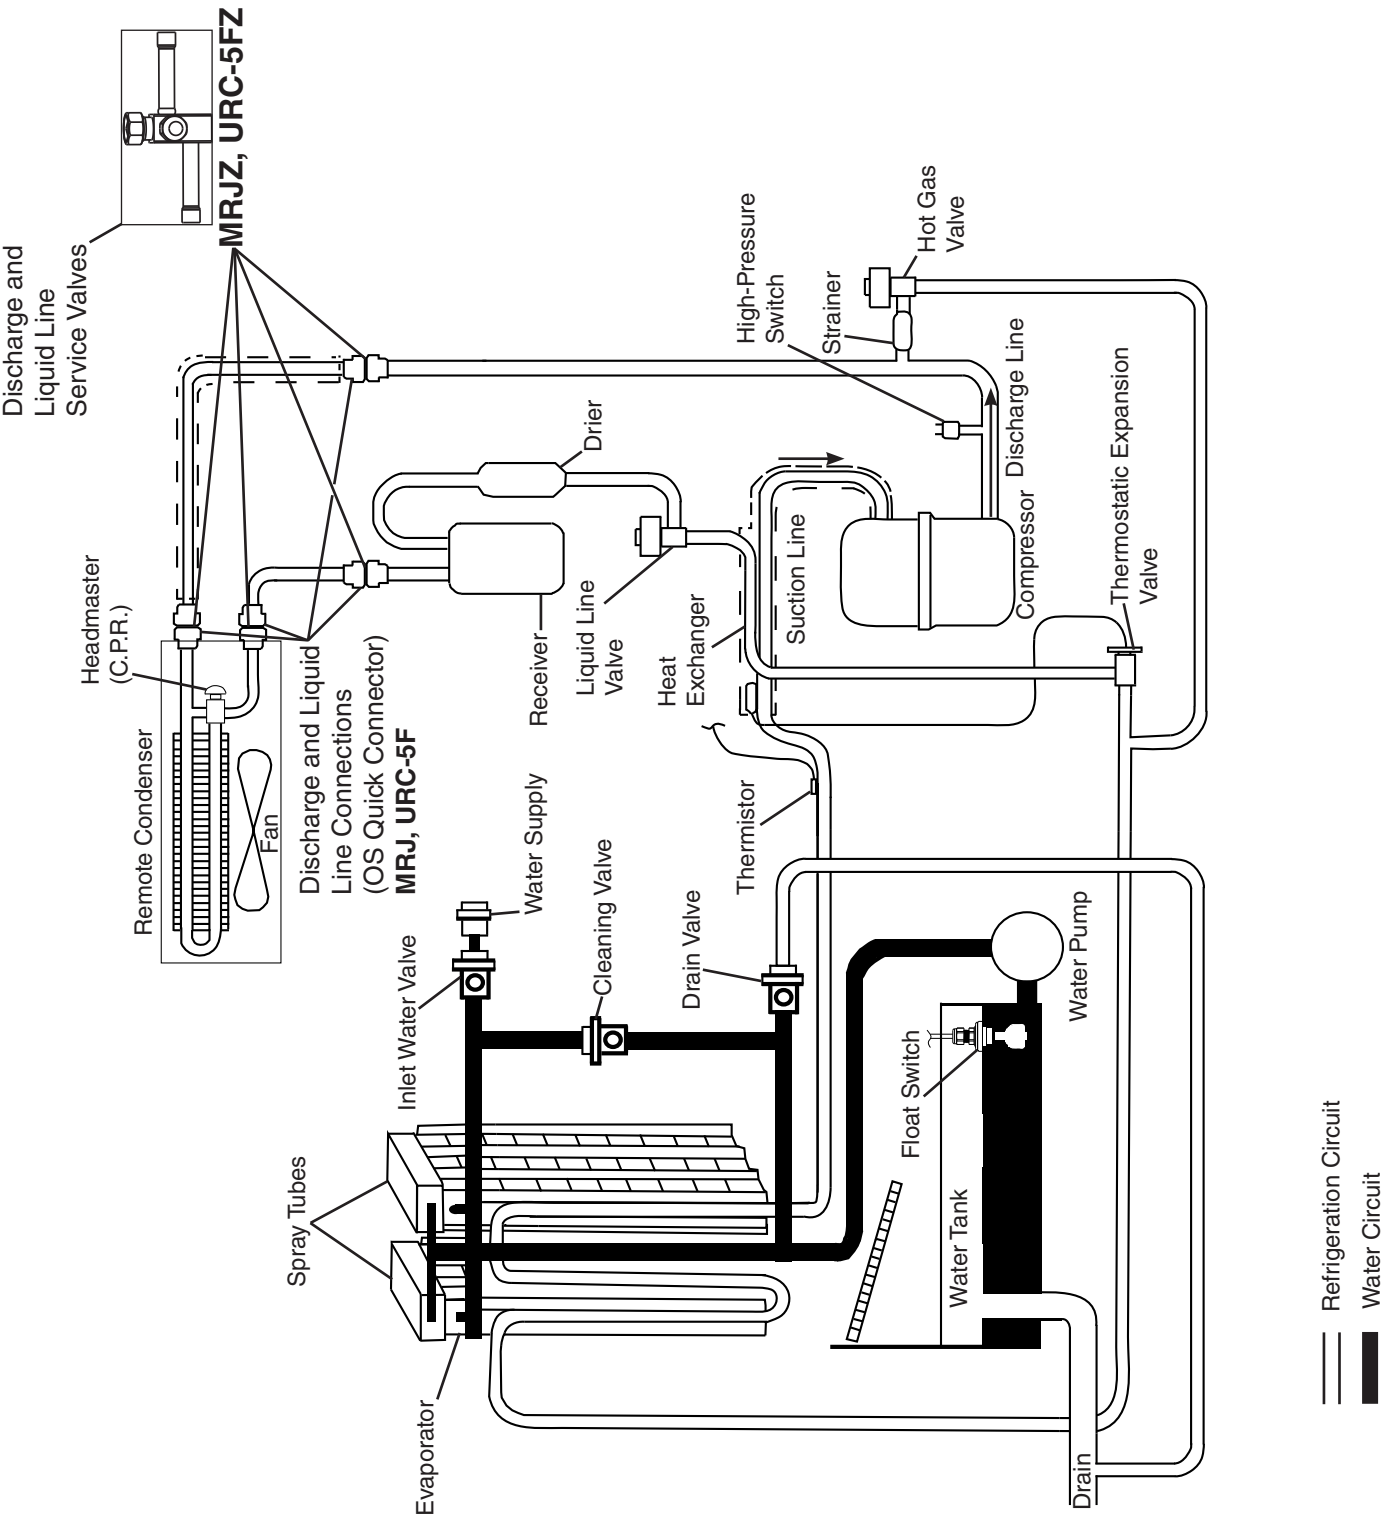 Discharge and
Liquid Line
Service Valves
MRJZ, URC-5FZ
Headmaster
(C.P.R.)
Remote Condenser
Fan
Discharge and Liquid
Line Connections
(OS Quick Connector)
MRJ, URC-5F
Receiver
Drier
Liquid Line
Valve
Heat
Exchanger
Suction Line
High-Pressure
Switch
Strainer
Hot Gas
Valve
Discharge Line
Compressor
Thermostatic Expansion
Valve
Thermistor
Water Supply
Inlet Water Valve
Cleaning Valve
Drain Valve
Water Pump
Float Switch
Water Tank
Spray Tubes
Evaporator
Drain
Refrigeration Circuit
Water Circuit